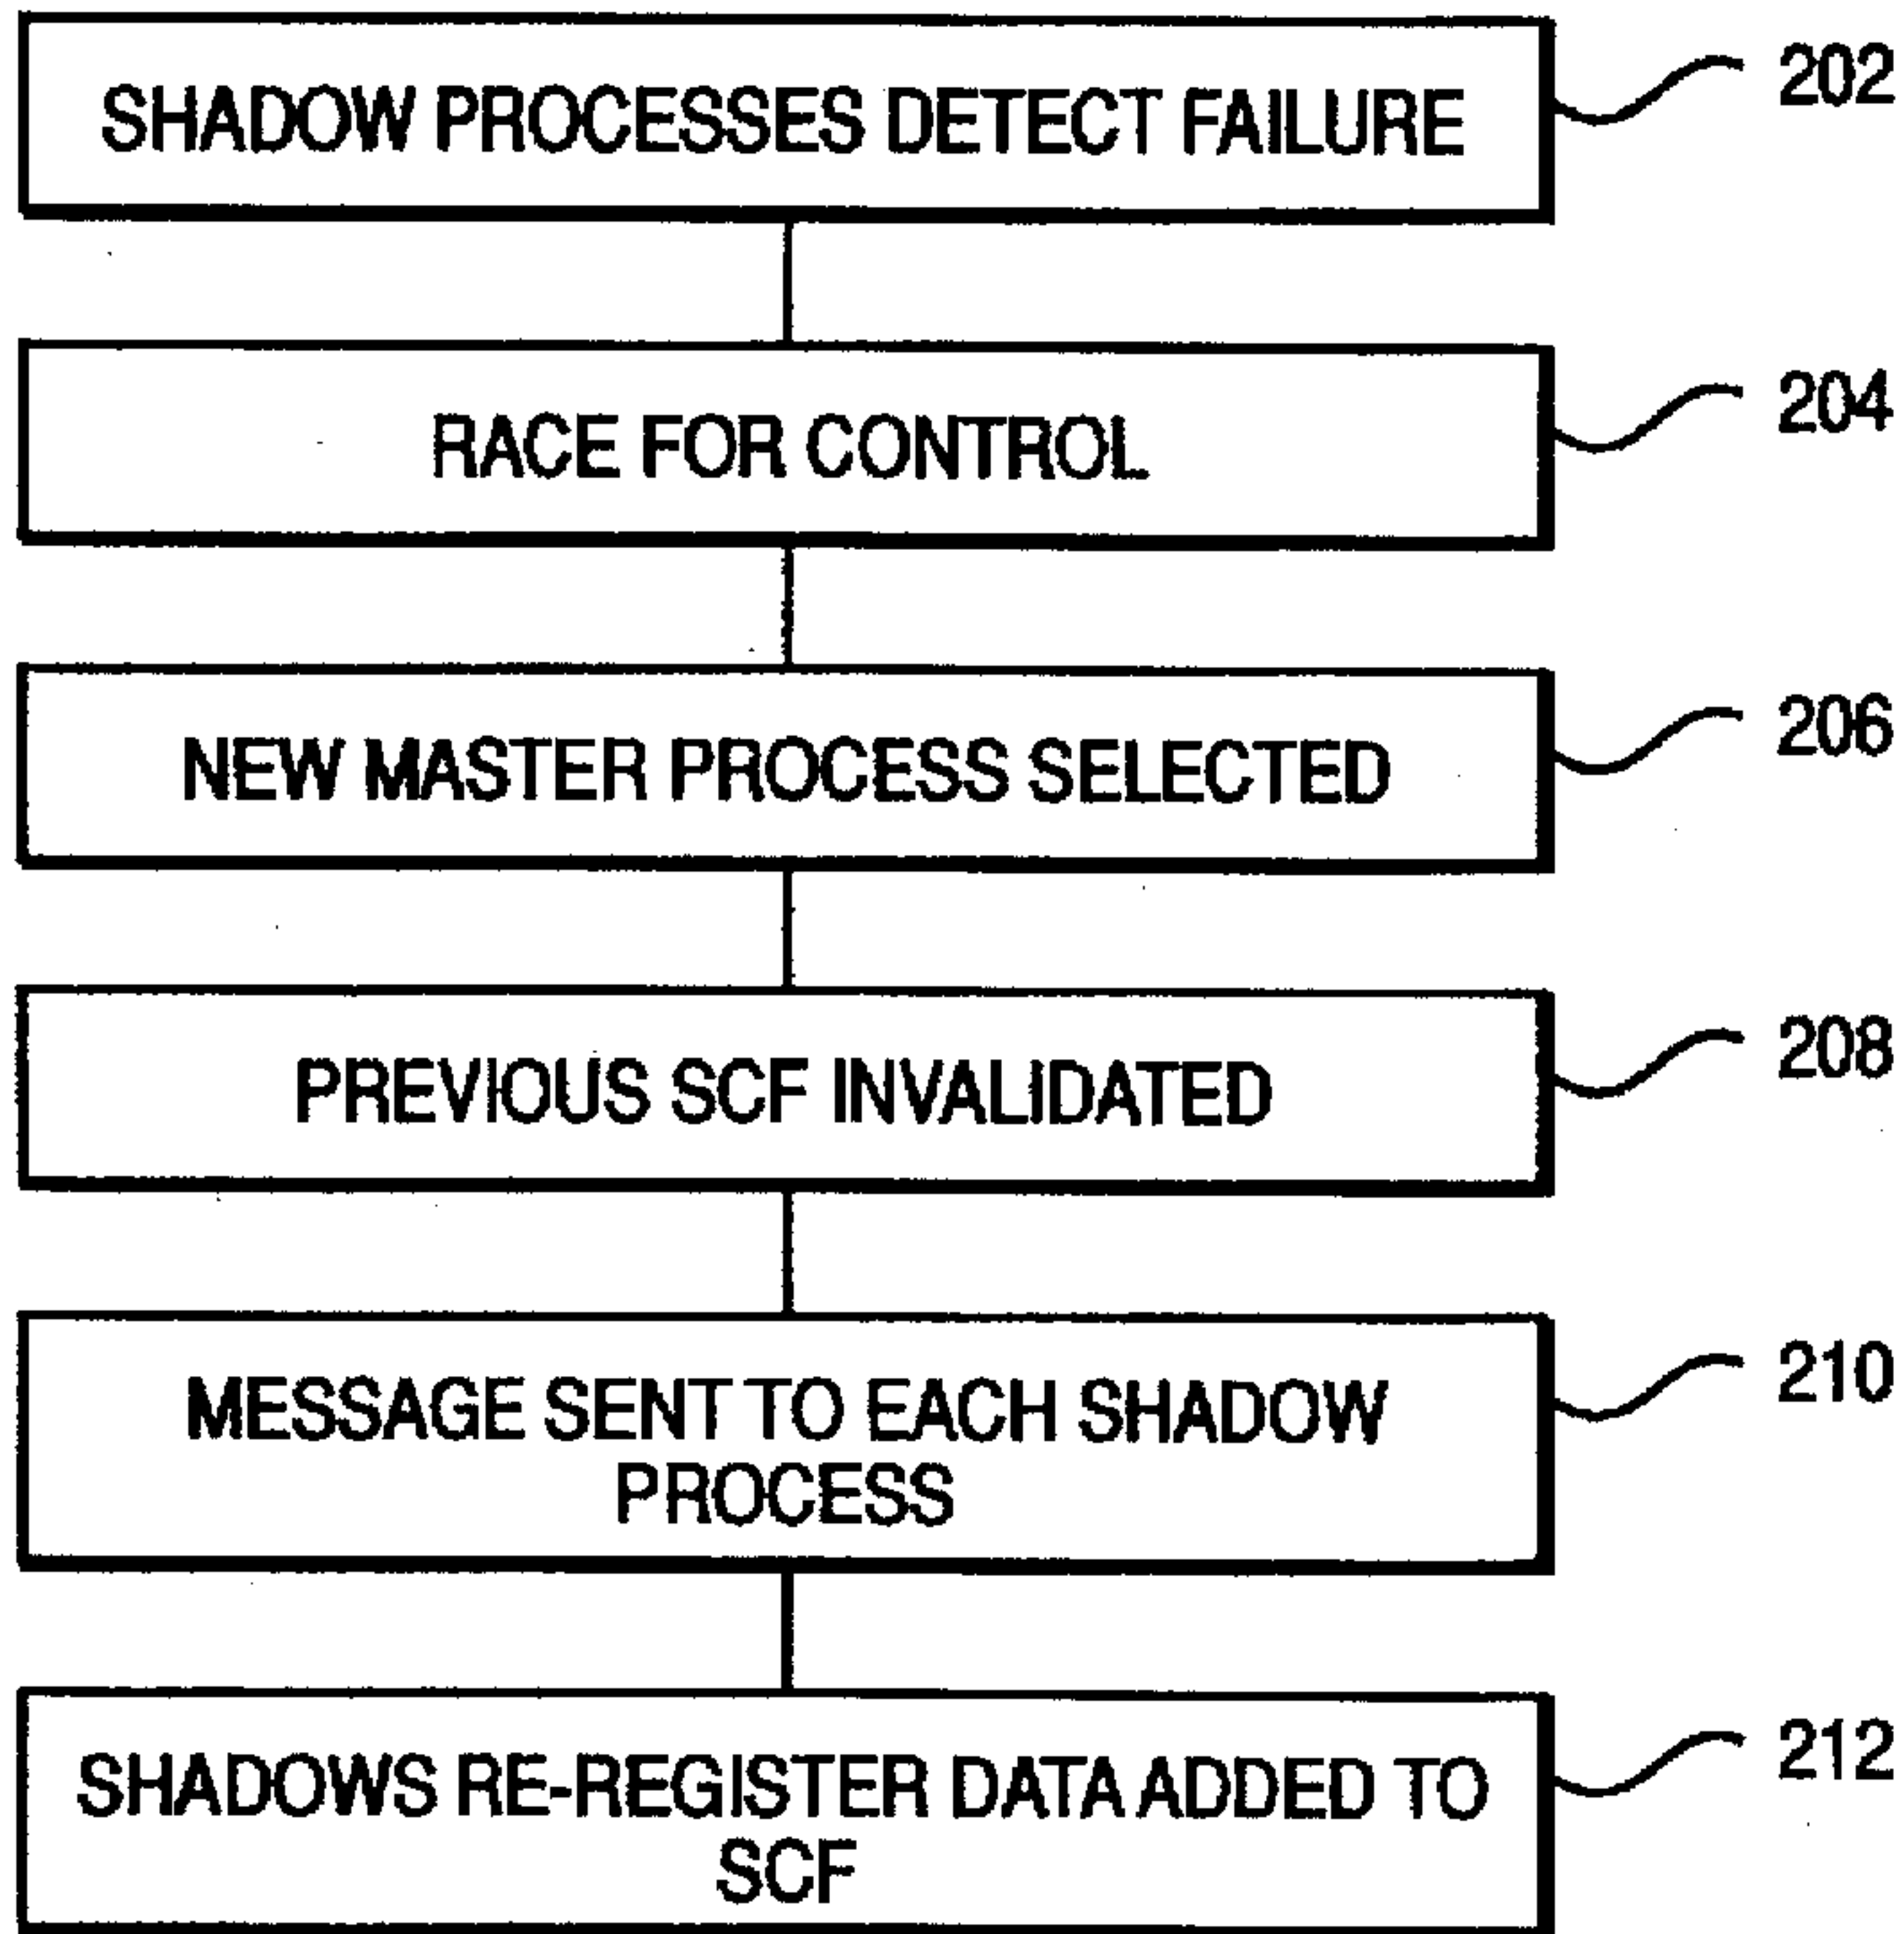 SHADOW PROCESSES DETECT FAILURE
202
RACE FOR CONTROL
204
NEW MASTER PROCESS SELECTED
206
PREVIOUS SCF INVALIDATED
208
MESSAGE SENT TO EACH SHADOW
PROCESS
210
SHADOWS RE-REGISTER DATA ADDED TO
SCF
212